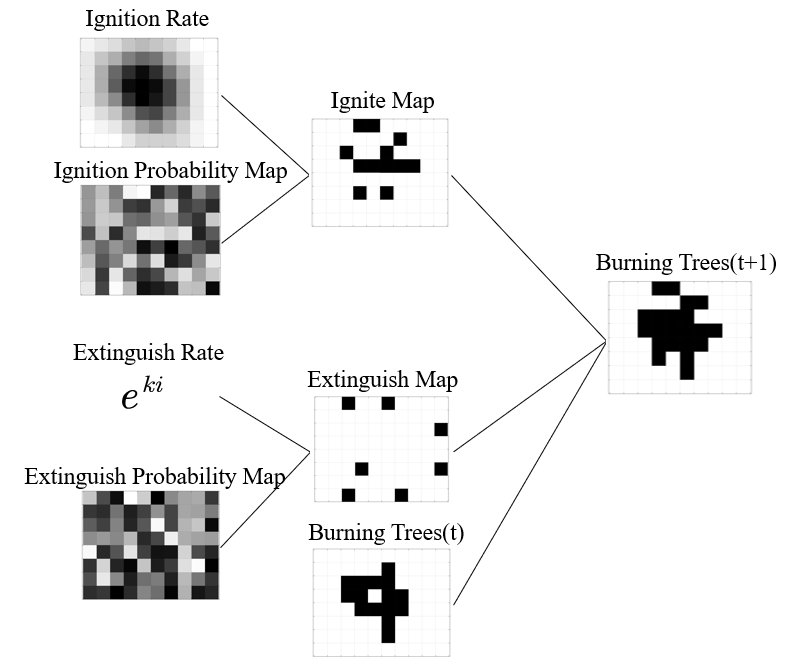 Ignition Rate
Ignition Probability Map
Ignite Map
Burning Trees(t+1)
Extinguish Rate
e^{ki}
Extinguish Map
Extinguish Probability Map
Burning Trees(t)